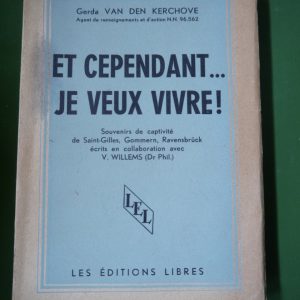 Gerda VAN DEN KERCHOVE
Agent de renseignements et d'action N.N. 96.562
ET CEPENDANT...
JE VEUX VIVRE !
Souvenirs de captivité
de Saint-Gilles, Gommern, Ravensbrück
écrits en collaboration avec
V. WILLEMS (Dr Phil.)
LEL
LES ÉDITIONS LIBRES